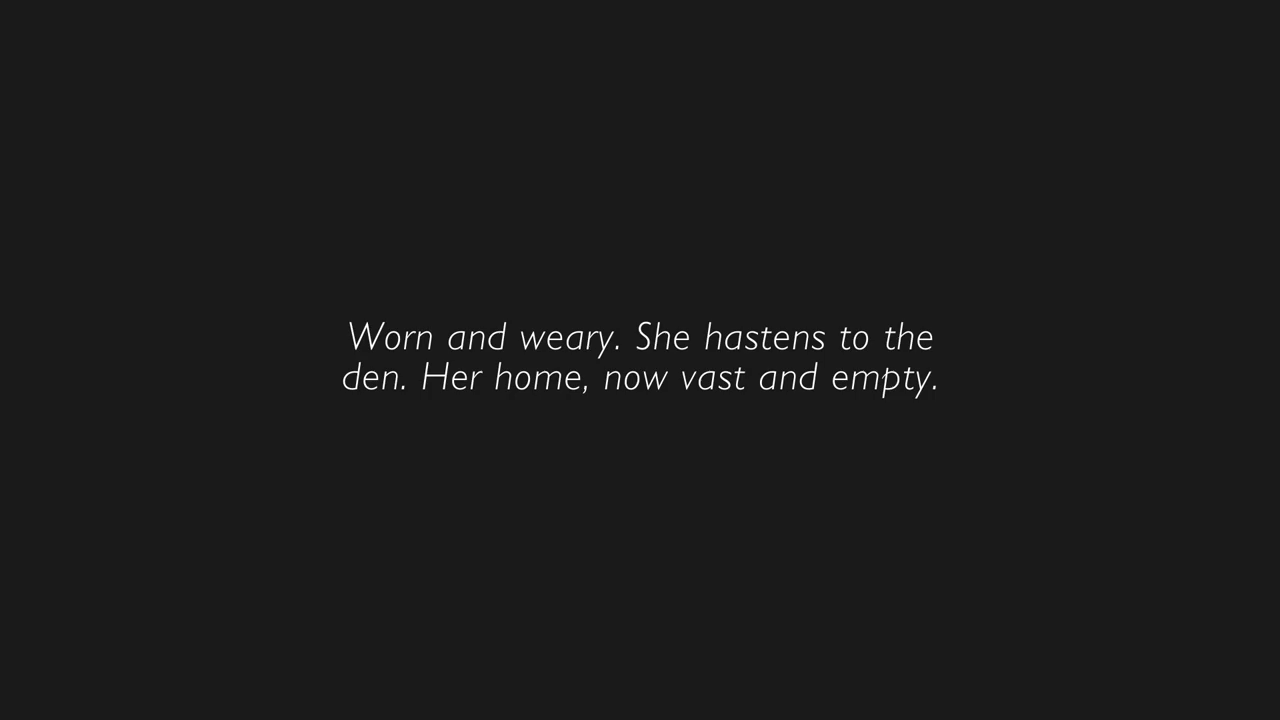 Worn and weary. She hastens to the
den. Her home, now vast and empty.